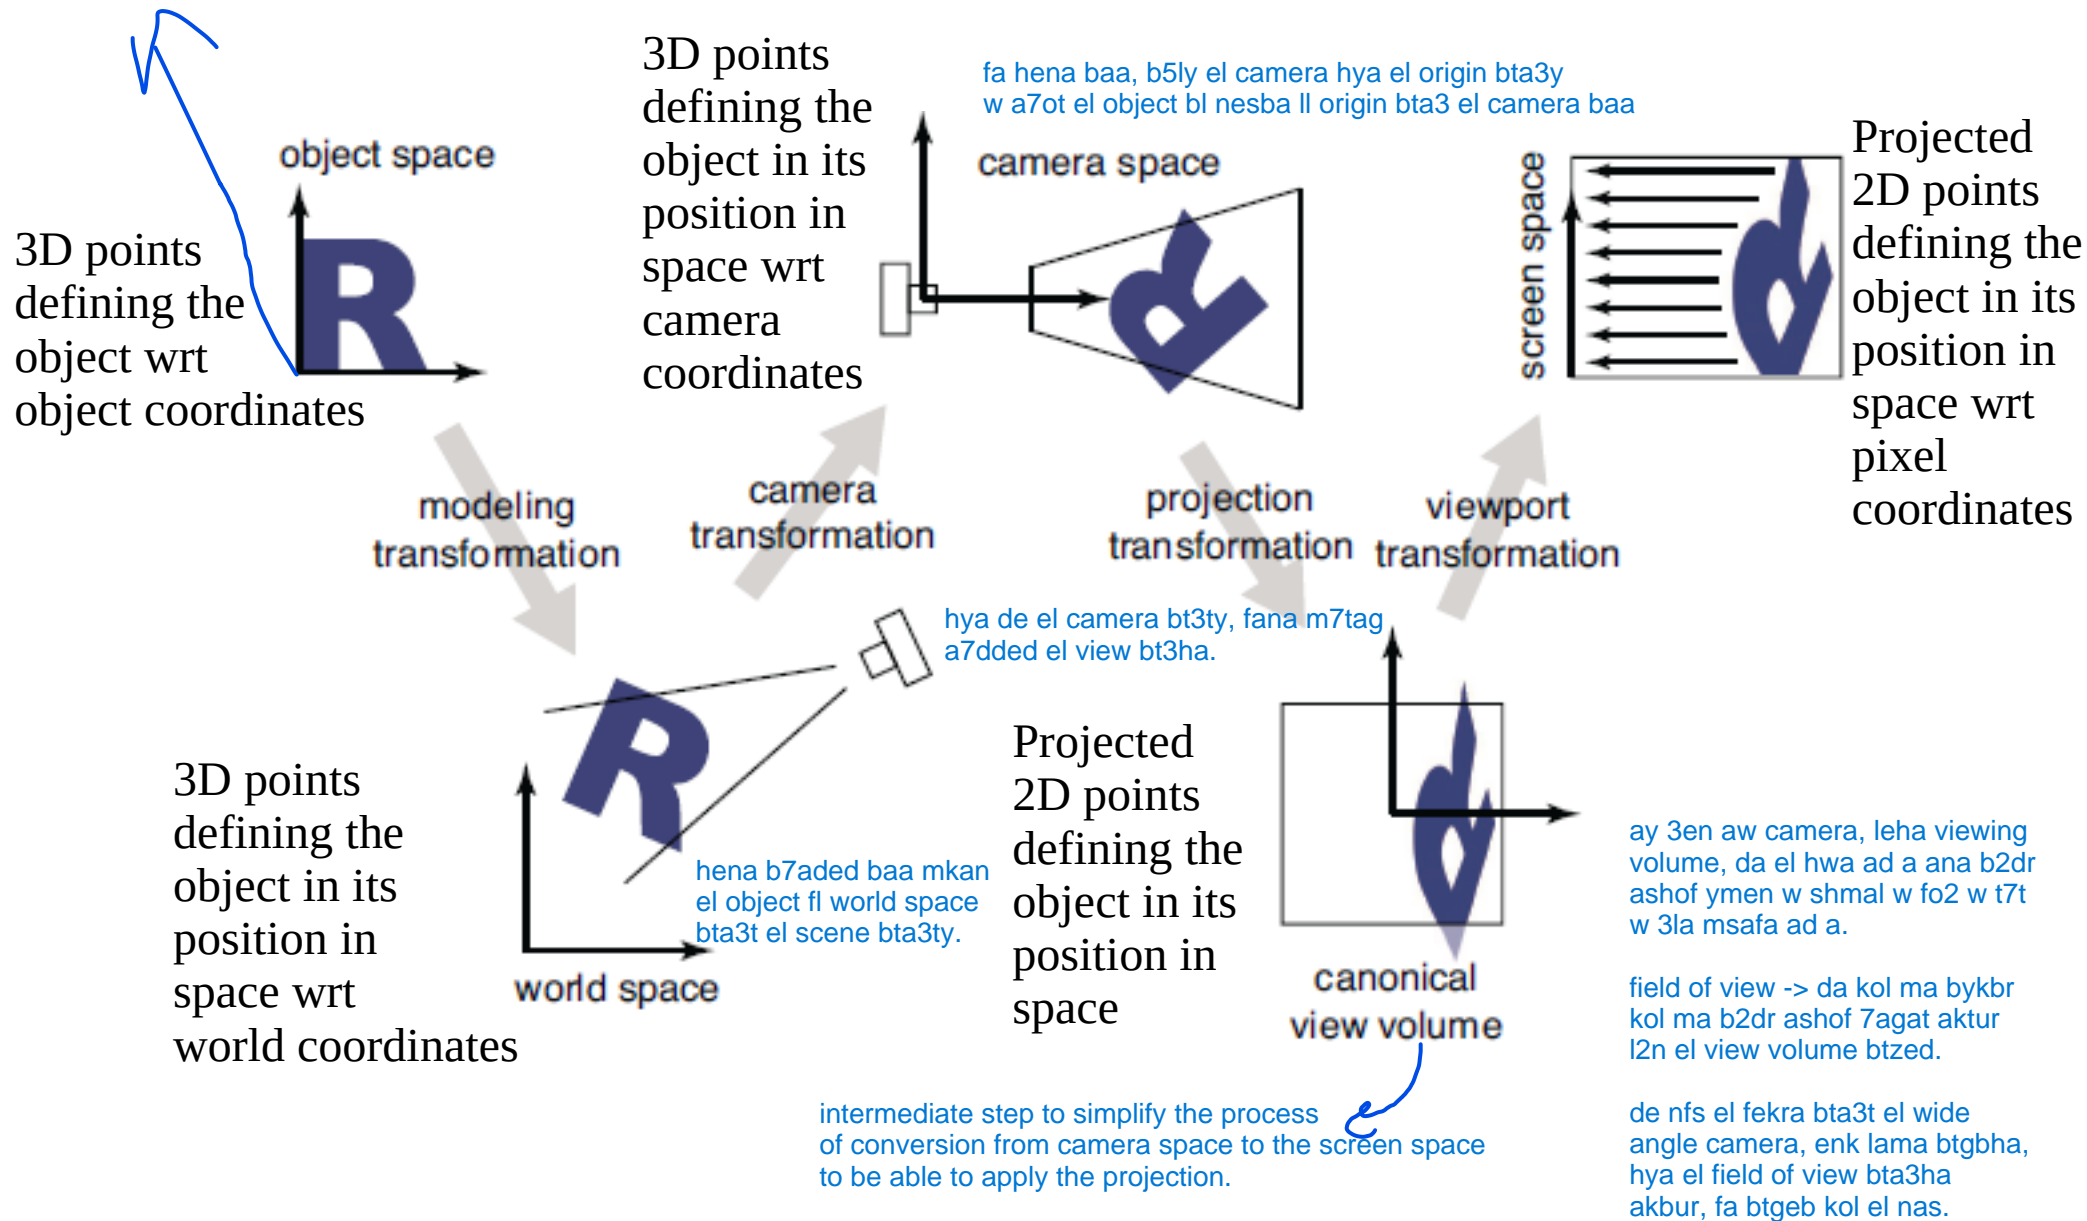 object space
3D points
defining the
object wrt
object coordinates
3D points
defining the
object in its
position in
space wrt
camera
coordinates
fa hena baa, b5ly el camera hya el origin bta3y
w a7ot el object bl nesba ll origin bta3 el camera baa
camera space
screen space
Projected
2D points
defining the
object in its
position in
space wrt
pixel
coordinates
modeling
transformation
camera
transformation
projection
transformation
viewport
transformation
hya de el camera bt3ty, fana m7tag
a7dded el view bt3ha.
3D points
defining the
object in its
position in
space wrt
world coordinates
hena b7aded baa mkan
el object fl world space
bta3t el scene bta3ty.
world space
Projected
2D points
defining the
object in its
position in
space
canonical
view volume
intermediate step to simplify the process
of conversion from camera space to the screen space
to be able to apply the projection.
ay 3en aw camera, leha viewing
volume, da el hwa ad a ana b2dr
ashof ymen w shmal w fo2 w t7t
w 3la msafa ad a.
field of view -> da kol ma bykbr
kol ma b2dr ashof 7agat aktur
l2n el view volume btzed.
de nfs el fekra bta3t el wide
angle camera, enk lama btgbha,
hya el field of view bta3ha
akbur, fa btgeb kol el nas.